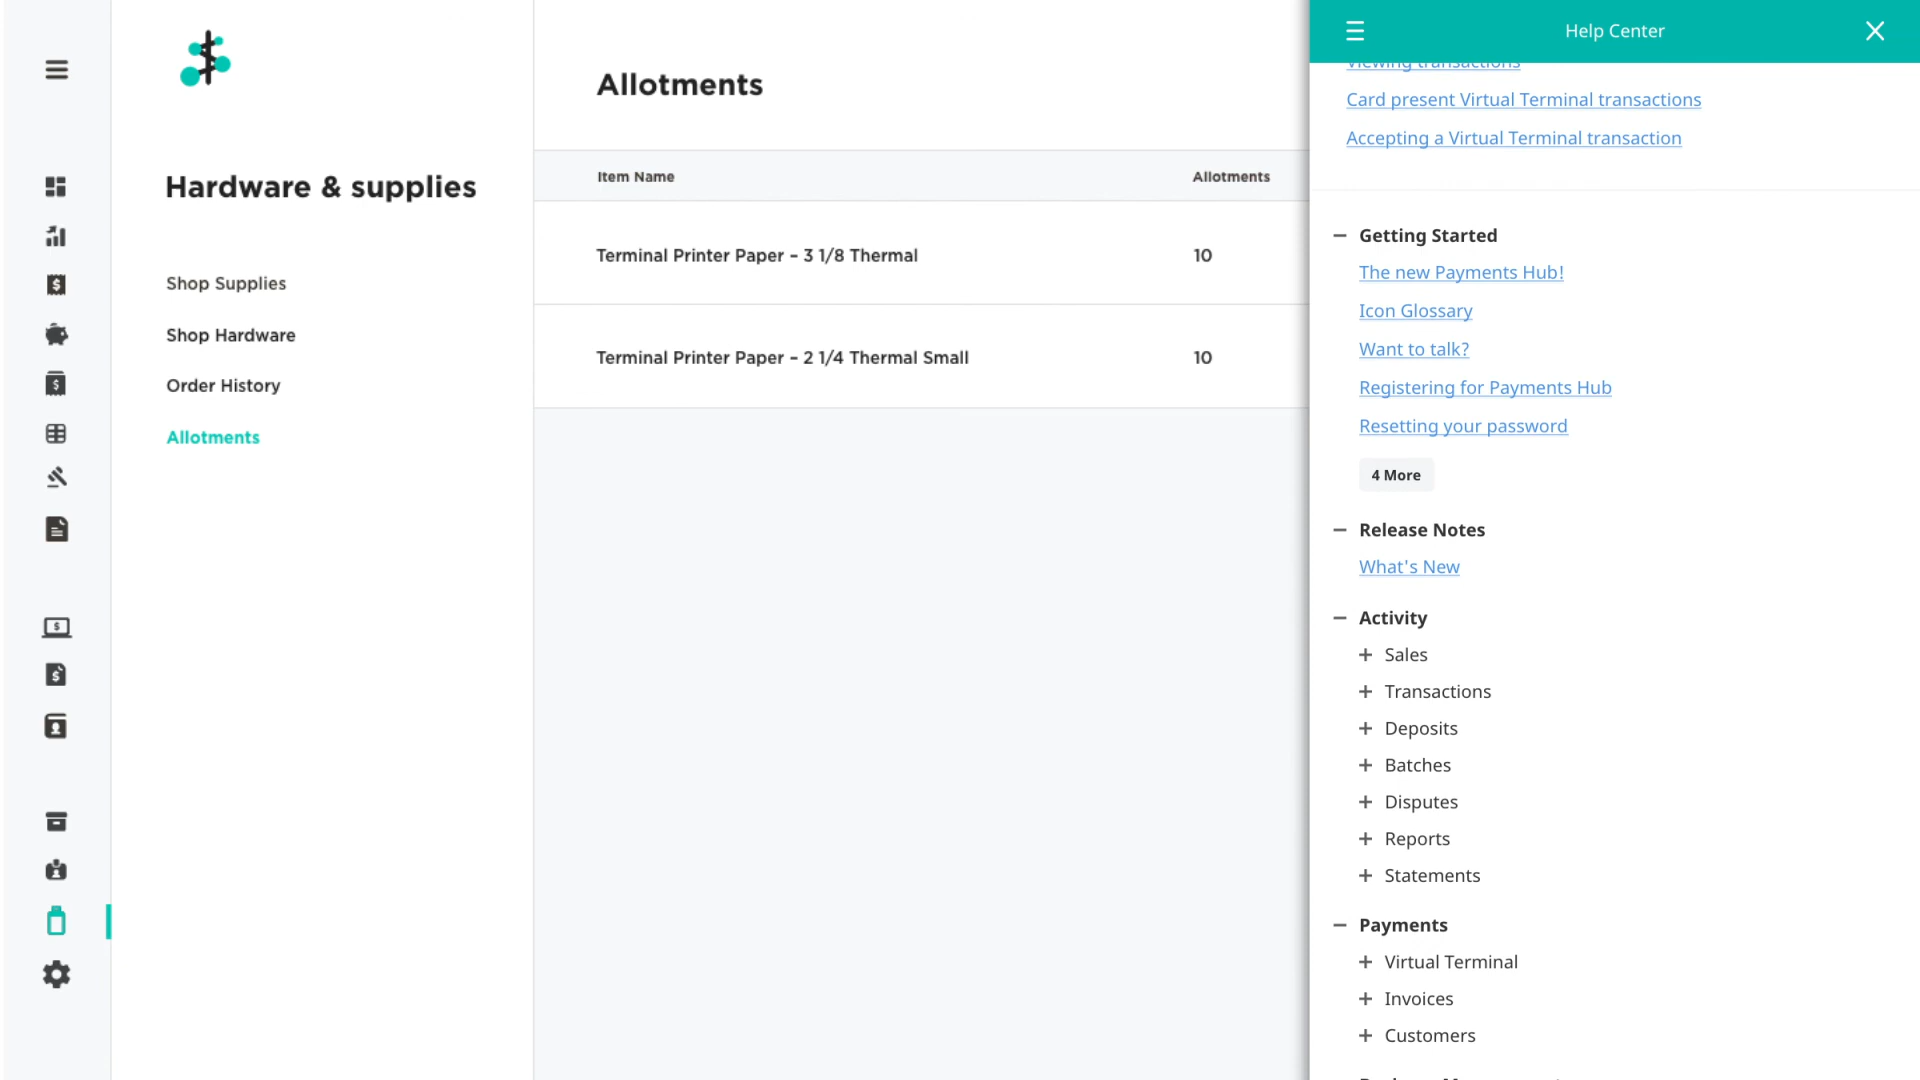 Hardware & supplies
Shop Supplies
Shop Hardware
Order History
Allotments
Allotments
Item Name Allotments
Terminal Printer Paper – 3 1/8 Thermal 10
Terminal Printer Paper – 2 1/4 Thermal Small 10
Help Center
Viewing transactions
Card present Virtual Terminal transactions
Accepting a Virtual Terminal transaction
Getting Started
The new Payments Hub!
Icon Glossary
Want to talk?
Registering for Payments Hub
Resetting your password
4 More
Release Notes
What's New
Activity
Sales
Transactions
Deposits
Batches
Disputes
Reports
Statements
Payments
Virtual Terminal
Invoices
Customers